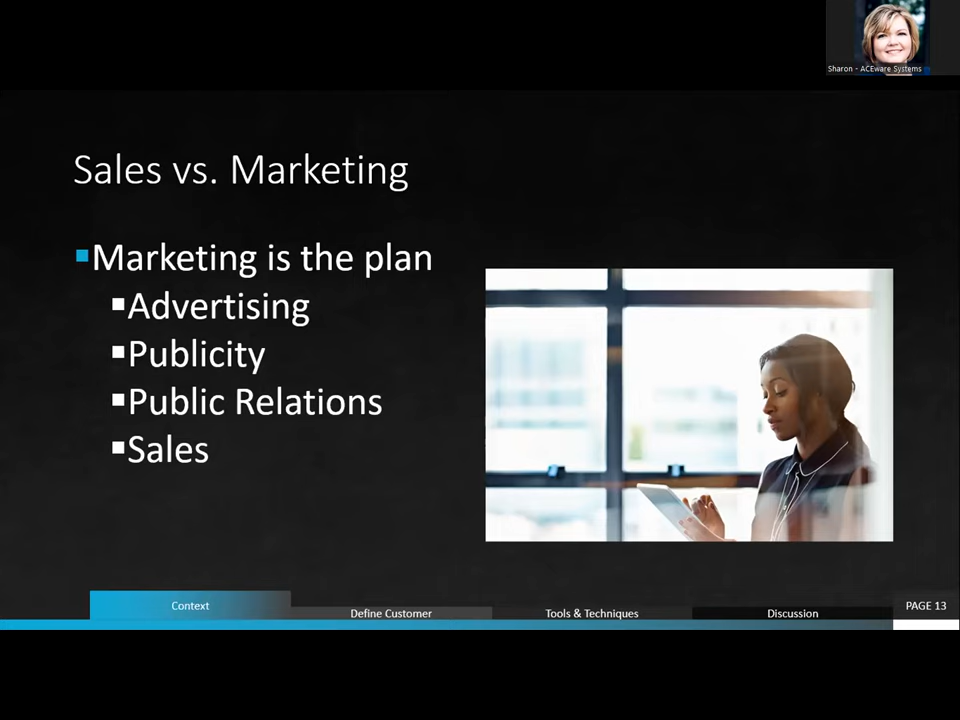 Sharon - ACEware Systems
Sales vs. Marketing
▪Marketing is the plan
▪Advertising
▪Publicity
▪Public Relations
▪Sales
Context
Define Customer
Tools & Techniques
Discussion
PAGE 13